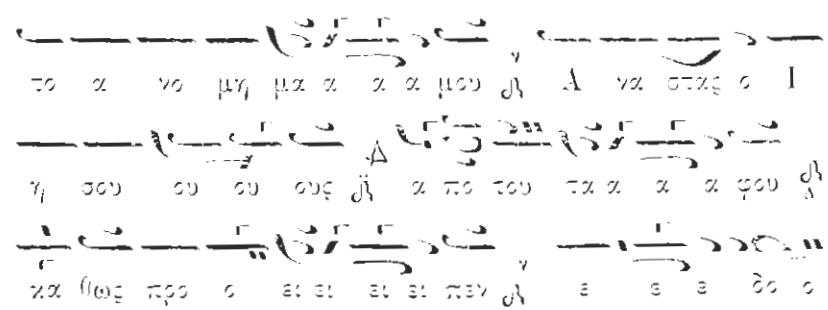 το α νο μη μα α α α μου Α να στας ο Ι
η σου ου ου ους α πο του τα α α α φου
κα θως προ ο ει ει ει ει πεν ε ε ε δο ο